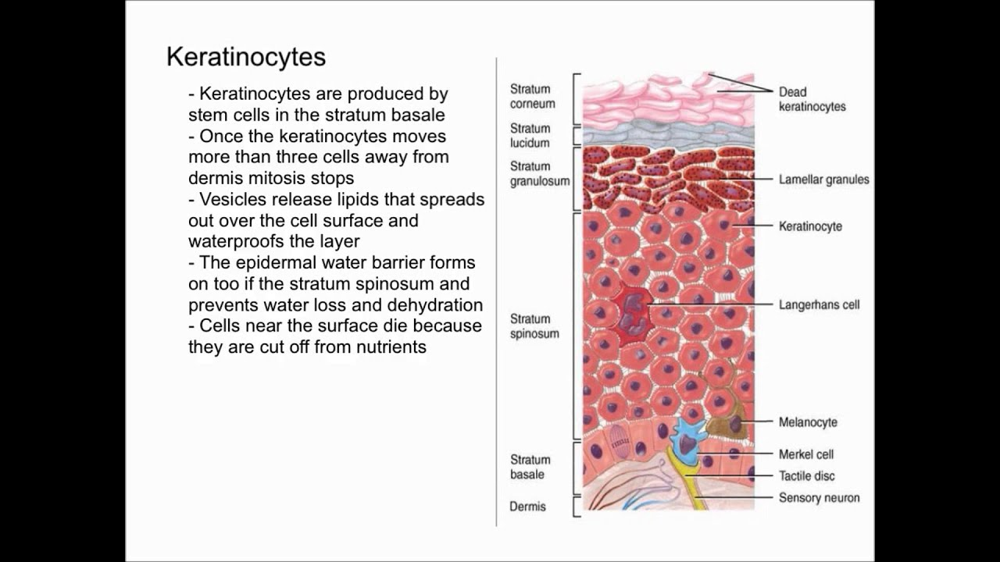 Keratinocytes
- Keratinocytes are produced by
stem cells in the stratum basale
- Once the keratinocytes moves
more than three cells away from
dermis mitosis stops
- Vesicles release lipids that spreads
out over the cell surface and
waterproofs the layer
- The epidermal water barrier forms
on too if the stratum spinosum and
prevents water loss and dehydration
- Cells near the surface die because
they are cut off from nutrients
Stratum
corneum
Stratum
lucidum
Stratum
granulosum
Stratum
spinosum
Stratum
basale
Dermis
Dead
keratinocytes
Lamellar granules
Keratinocyte
Langerhans cell
Melanocyte
Merkel cell
Tactile disc
Sensory neuron